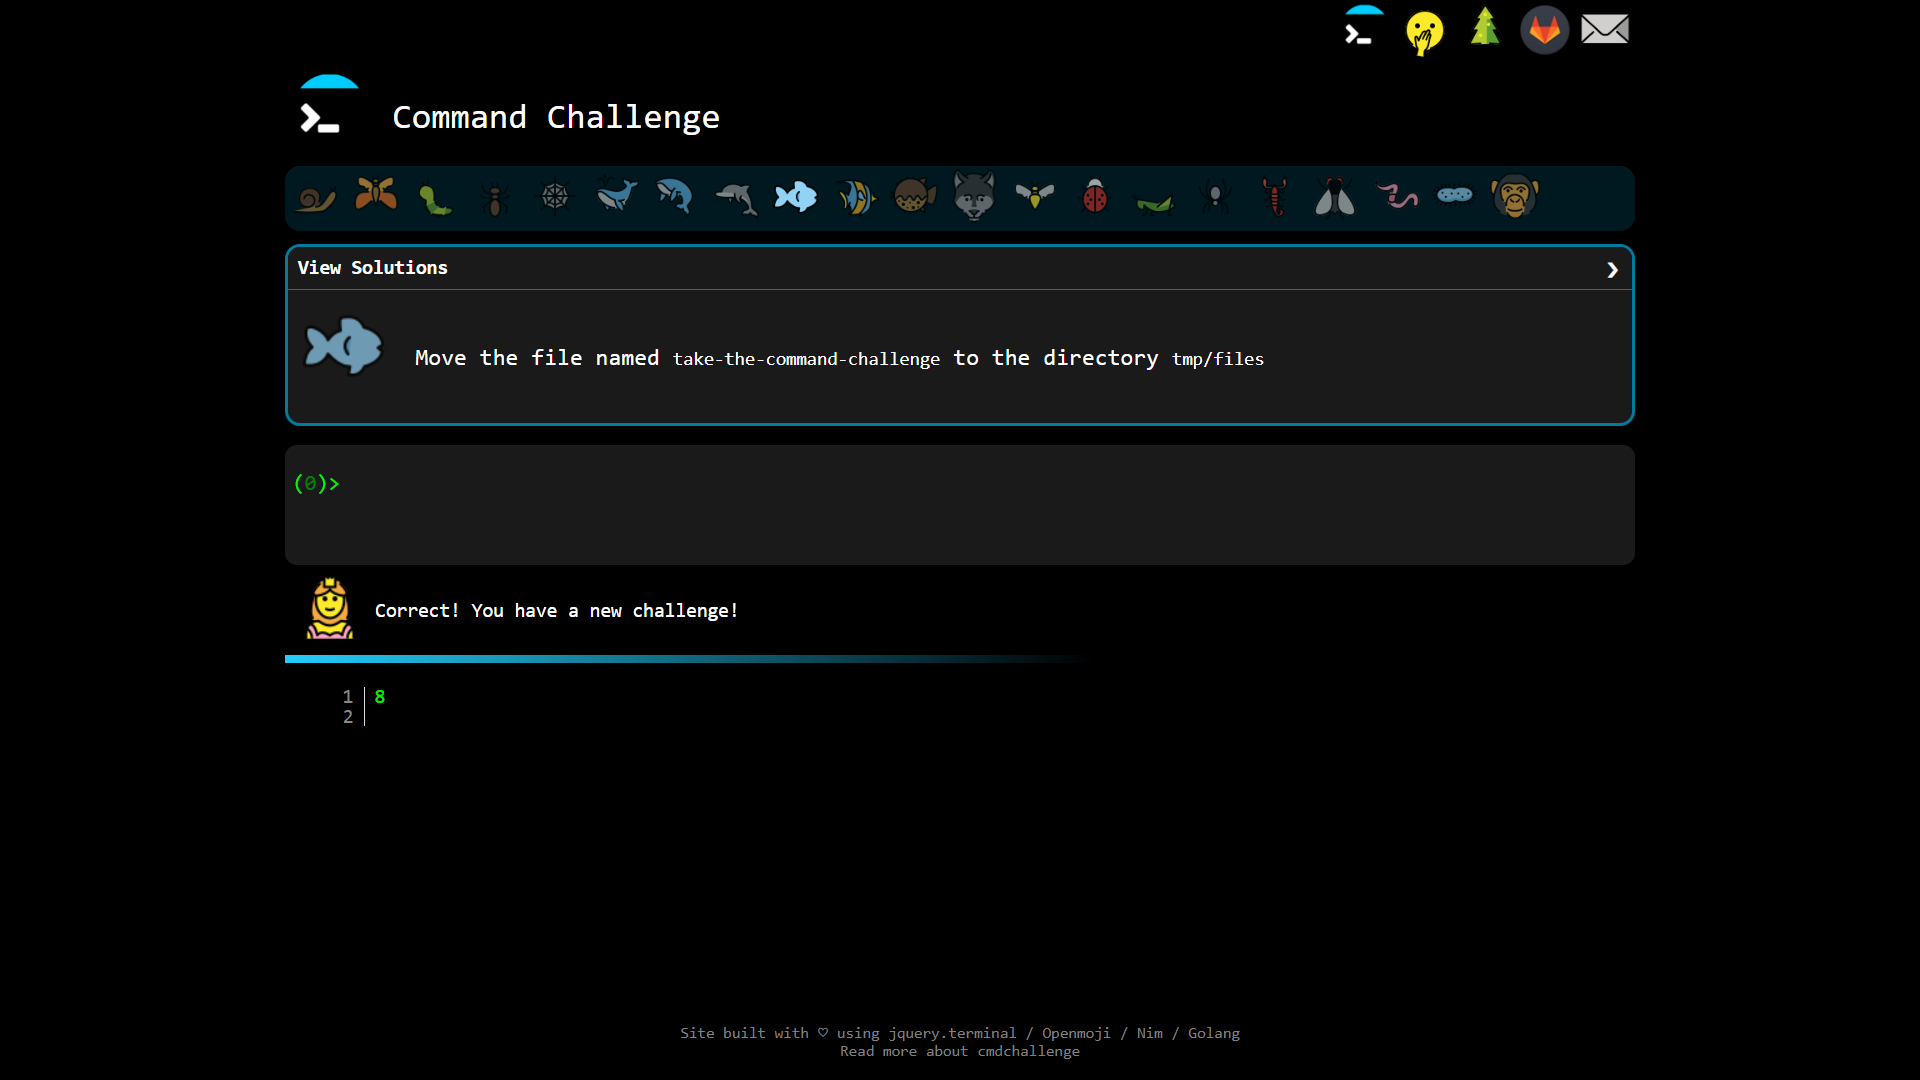 Command Challenge
View Solutions
Move the file named take-the-command-challenge to the directory tmp/files
(0)>
Correct! You have a new challenge!
1 8
2
Site built with ♡ using jquery.terminal / Openmoji / Nim / Golang
Read more about cmdchallenge